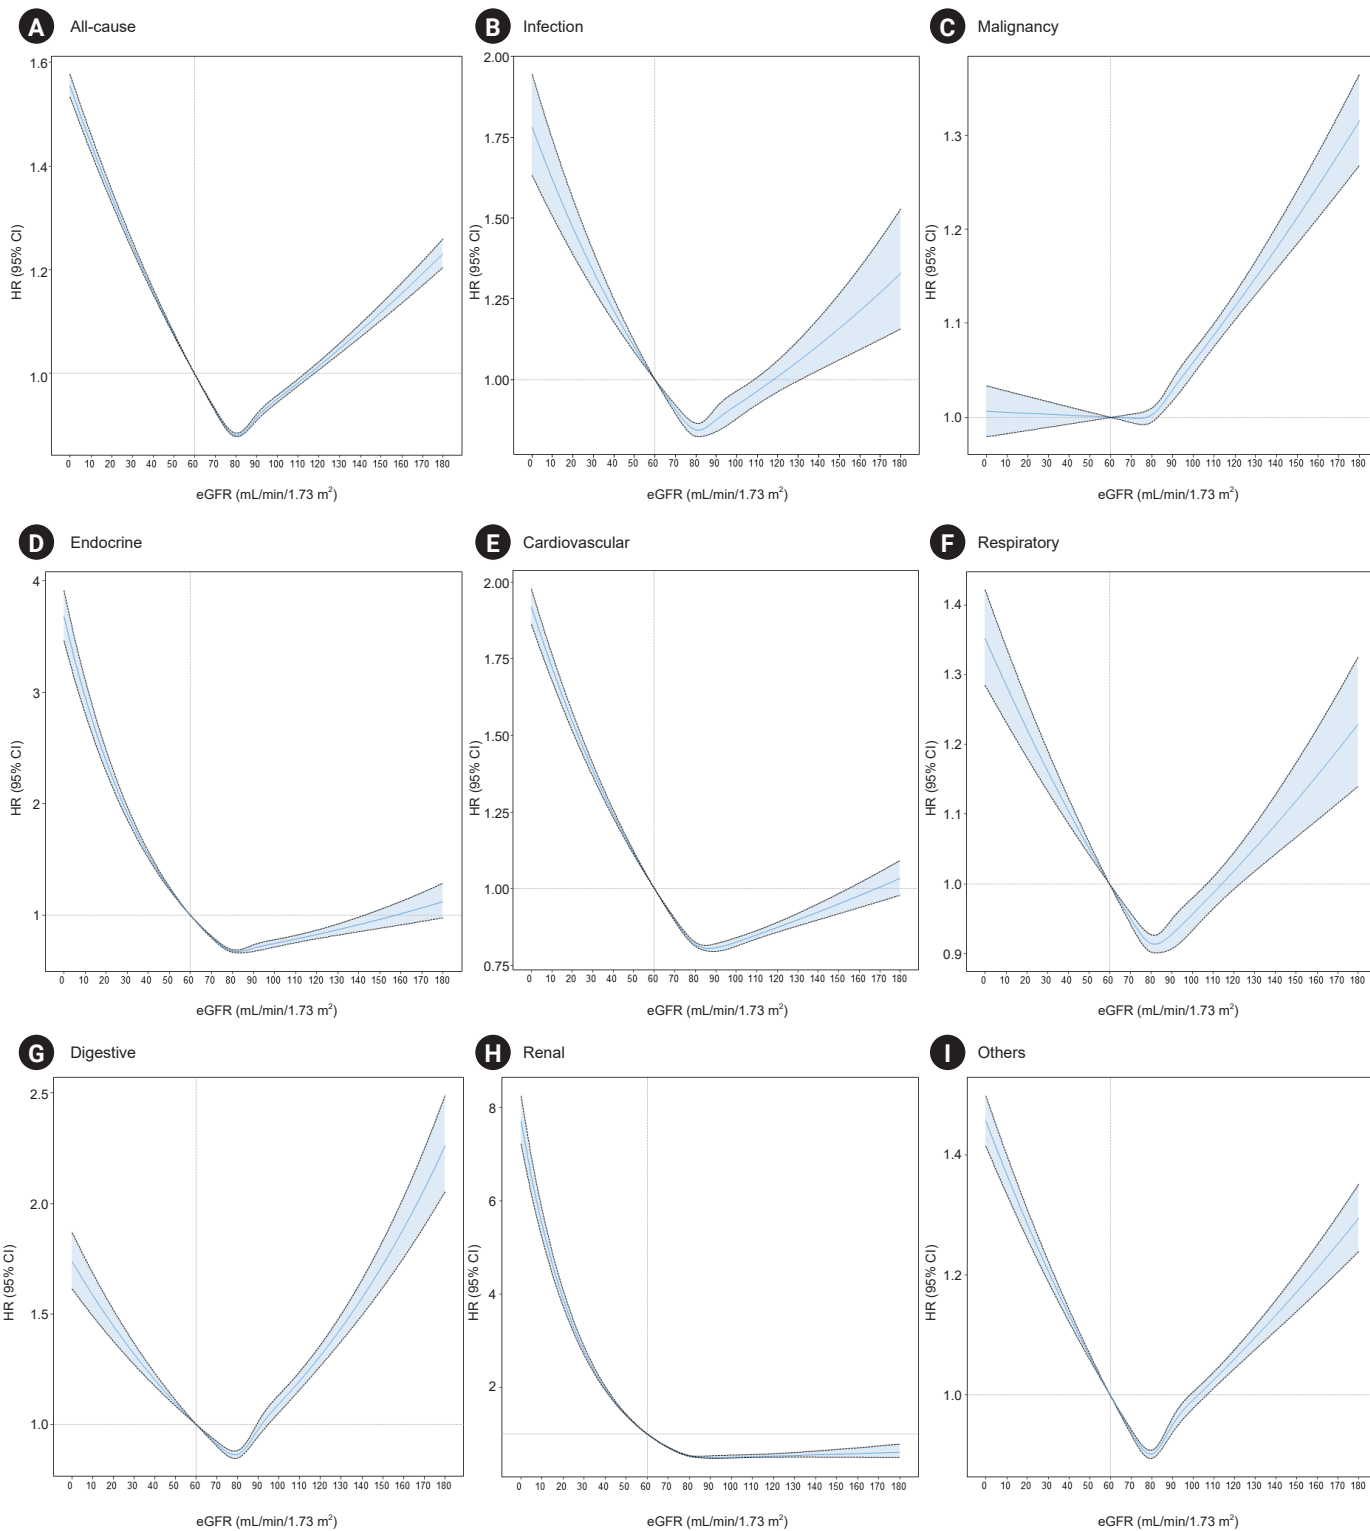 A All-cause
B Infection
C Malignancy
1.6
1.4
1.2
1.0
HR (95% CI)
0 10 20 30 40 50 60 70 80 90 100 110 120 130 140 150 160 170 180
eGFR (mL/min/1.73 m²)
2.00
1.75
1.50
1.25
1.00
HR (95% CI)
0 10 20 30 40 50 60 70 80 90 100 110 120 130 140 150 160 170 180
eGFR (mL/min/1.73 m²)
1.3
1.2
1.1
1.0
HR (95% CI)
0 10 20 30 40 50 60 70 80 90 100 110 120 130 140 150 160 170 180
eGFR (mL/min/1.73 m²)
D Endocrine
E Cardiovascular
F Respiratory
4
3
2
1
HR (95% CI)
0 10 20 30 40 50 60 70 80 90 100 110 120 130 140 150 160 170 180
eGFR (mL/min/1.73 m²)
2.00
1.75
1.50
1.25
1.00
0.75
HR (95% CI)
0 10 20 30 40 50 60 70 80 90 100 110 120 130 140 150 160 170 180
eGFR (mL/min/1.73 m²)
1.4
1.3
1.2
1.1
1.0
0.9
HR (95% CI)
0 10 20 30 40 50 60 70 80 90 100 110 120 130 140 150 160 170 180
eGFR (mL/min/1.73 m²)
G Digestive
H Renal
I Others
2.5
2.0
1.5
1.0
HR (95% CI)
0 10 20 30 40 50 60 70 80 90 100 110 120 130 140 150 160 170 180
eGFR (mL/min/1.73 m²)
8
6
4
2
HR (95% CI)
0 10 20 30 40 50 60 70 80 90 100 110 120 130 140 150 160 170 180
eGFR (mL/min/1.73 m²)
1.4
1.2
1.0
HR (95% CI)
0 10 20 30 40 50 60 70 80 90 100 110 120 130 140 150 160 170 180
eGFR (mL/min/1.73 m²)